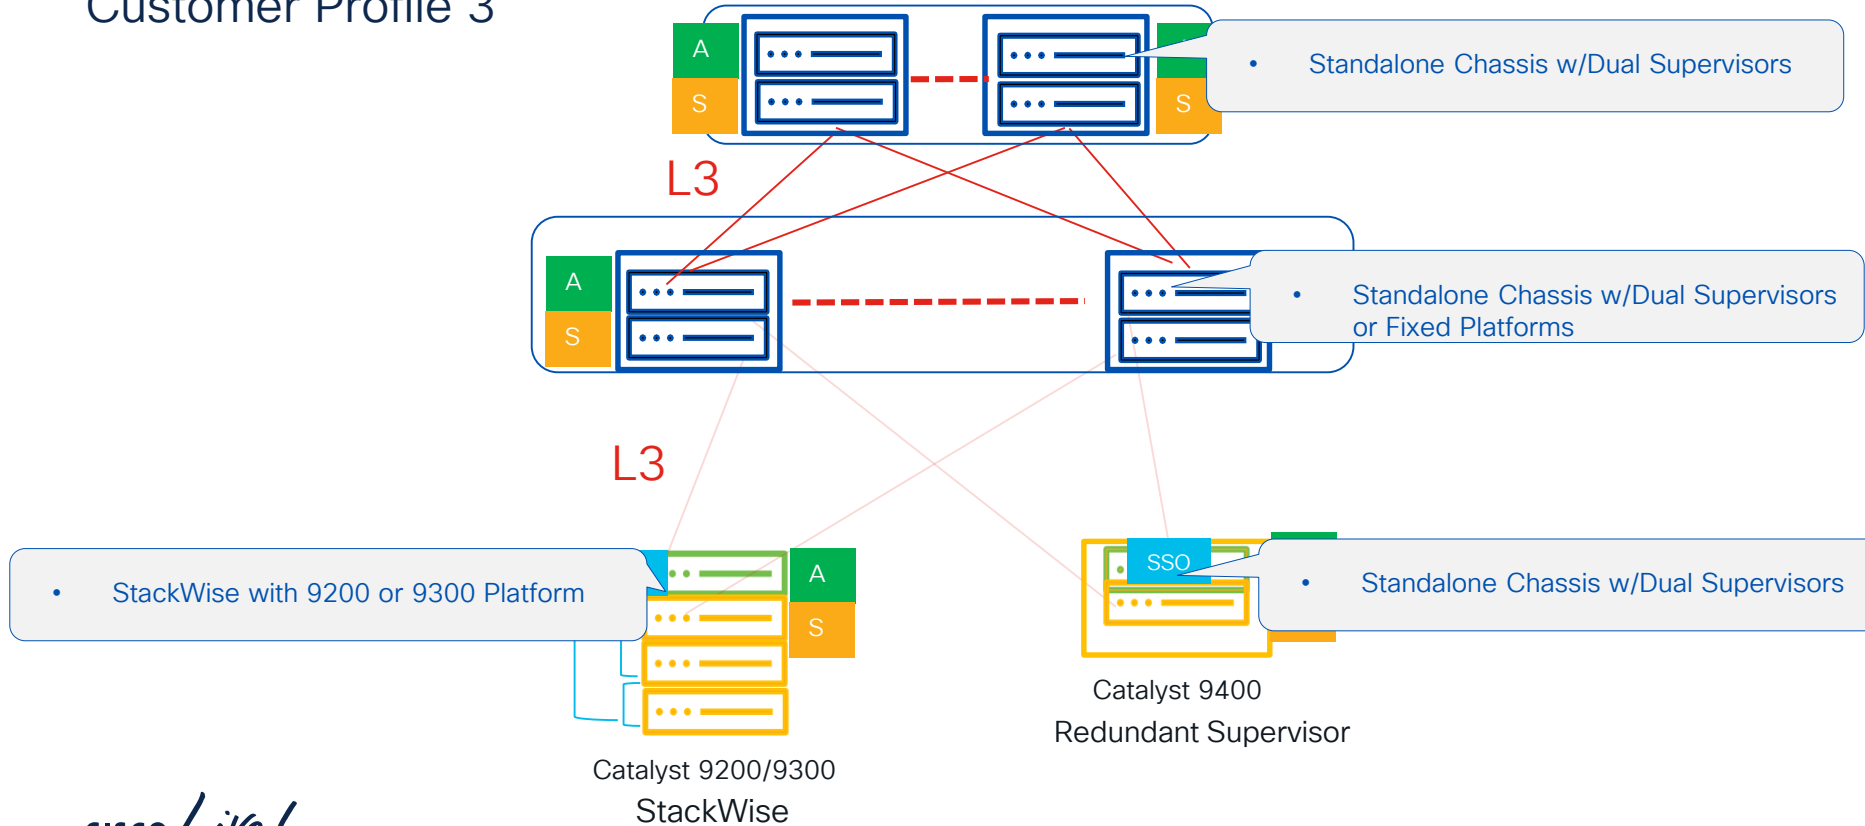 Customer Profile 3
A
S
S
• Standalone Chassis w/Dual Supervisors
L3
A
S
• Standalone Chassis w/Dual Supervisors
or Fixed Platforms
L3
• StackWise with 9200 or 9300 Platform
A
S
SSO
• Standalone Chassis w/Dual Supervisors
Catalyst 9400
Redundant Supervisor
Catalyst 9200/9300
StackWise